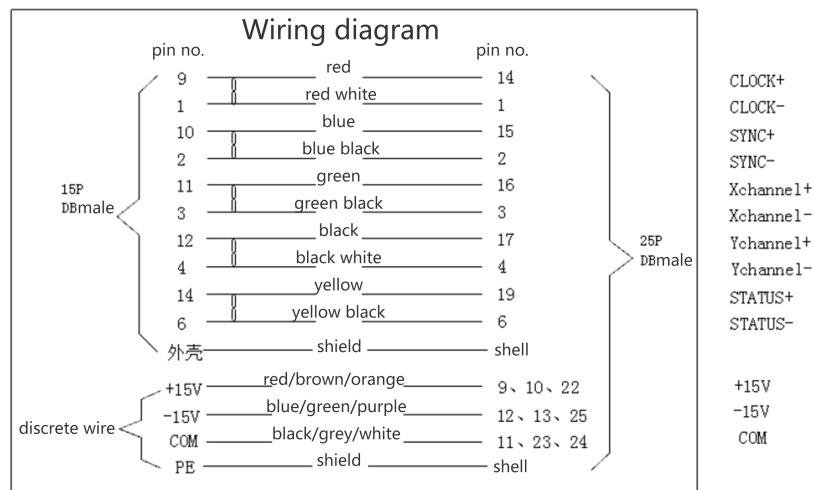 Wiring diagram
pin no. pin no.
9 red 14 CLOCK+
1 red white 1 CLOCK-
10 blue 15 SYNC+
2 blue black 2 SYNC-
11 green 16 Xchannel+
15P
DBmale
3 green black 3 Xchannel-
12 black 17 Ychannel+
25P
DBmale
4 black white 4 Ychannel-
14 yellow 19 STATUS+
6 yellow black 6 STATUS-
外壳 shield shell
+15V red/brown/orange 9、10、22 +15V
-15V blue/green/purple 12、13、25 -15V
discrete wire
COM black/grey/white 11、23、24 COM
PE shield shell